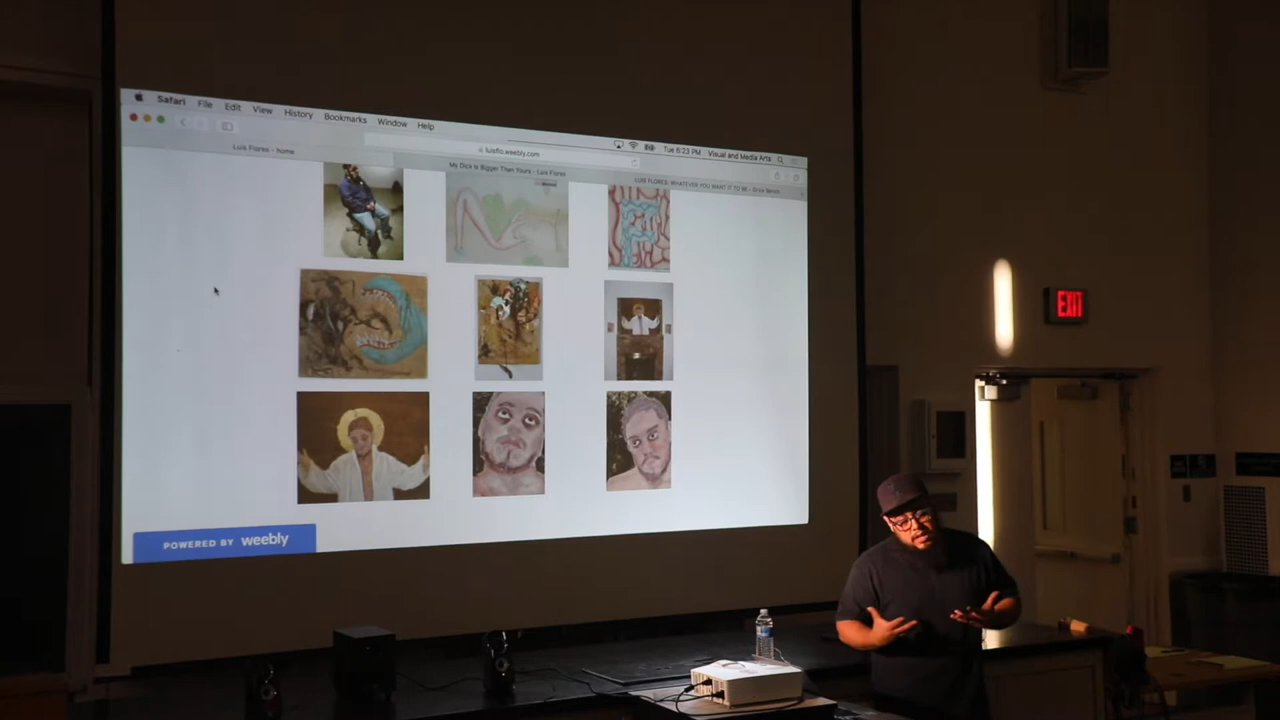 Safari File Edit View History Bookmarks Window Help
Tue 6:23 PM Visual and Media Arts
luisflo.weebly.com
Luis Flores - home
My Dick Is Bigger Than Yours - Luis Flores
LUIS FLORES: WHATEVER YOU WANT IT TO BE -
EXIT
POWERED BY weebly